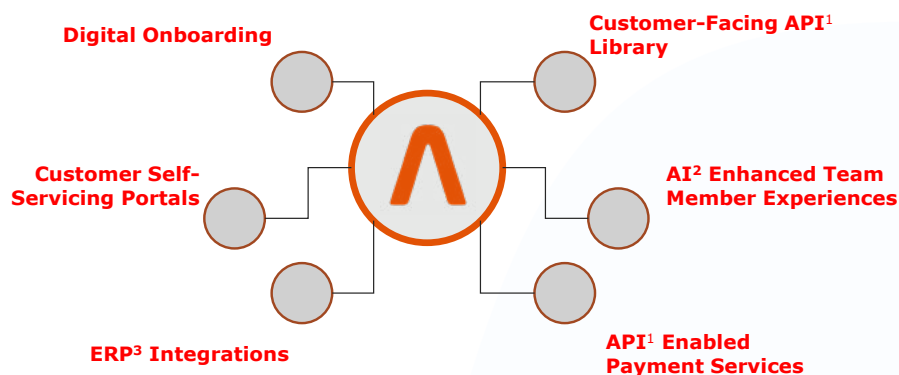 Digital Onboarding
Customer-Facing API¹
Library
Customer Self-
Servicing Portals
AI² Enhanced Team
Member Experiences
ERP³ Integrations
API¹ Enabled
Payment Services